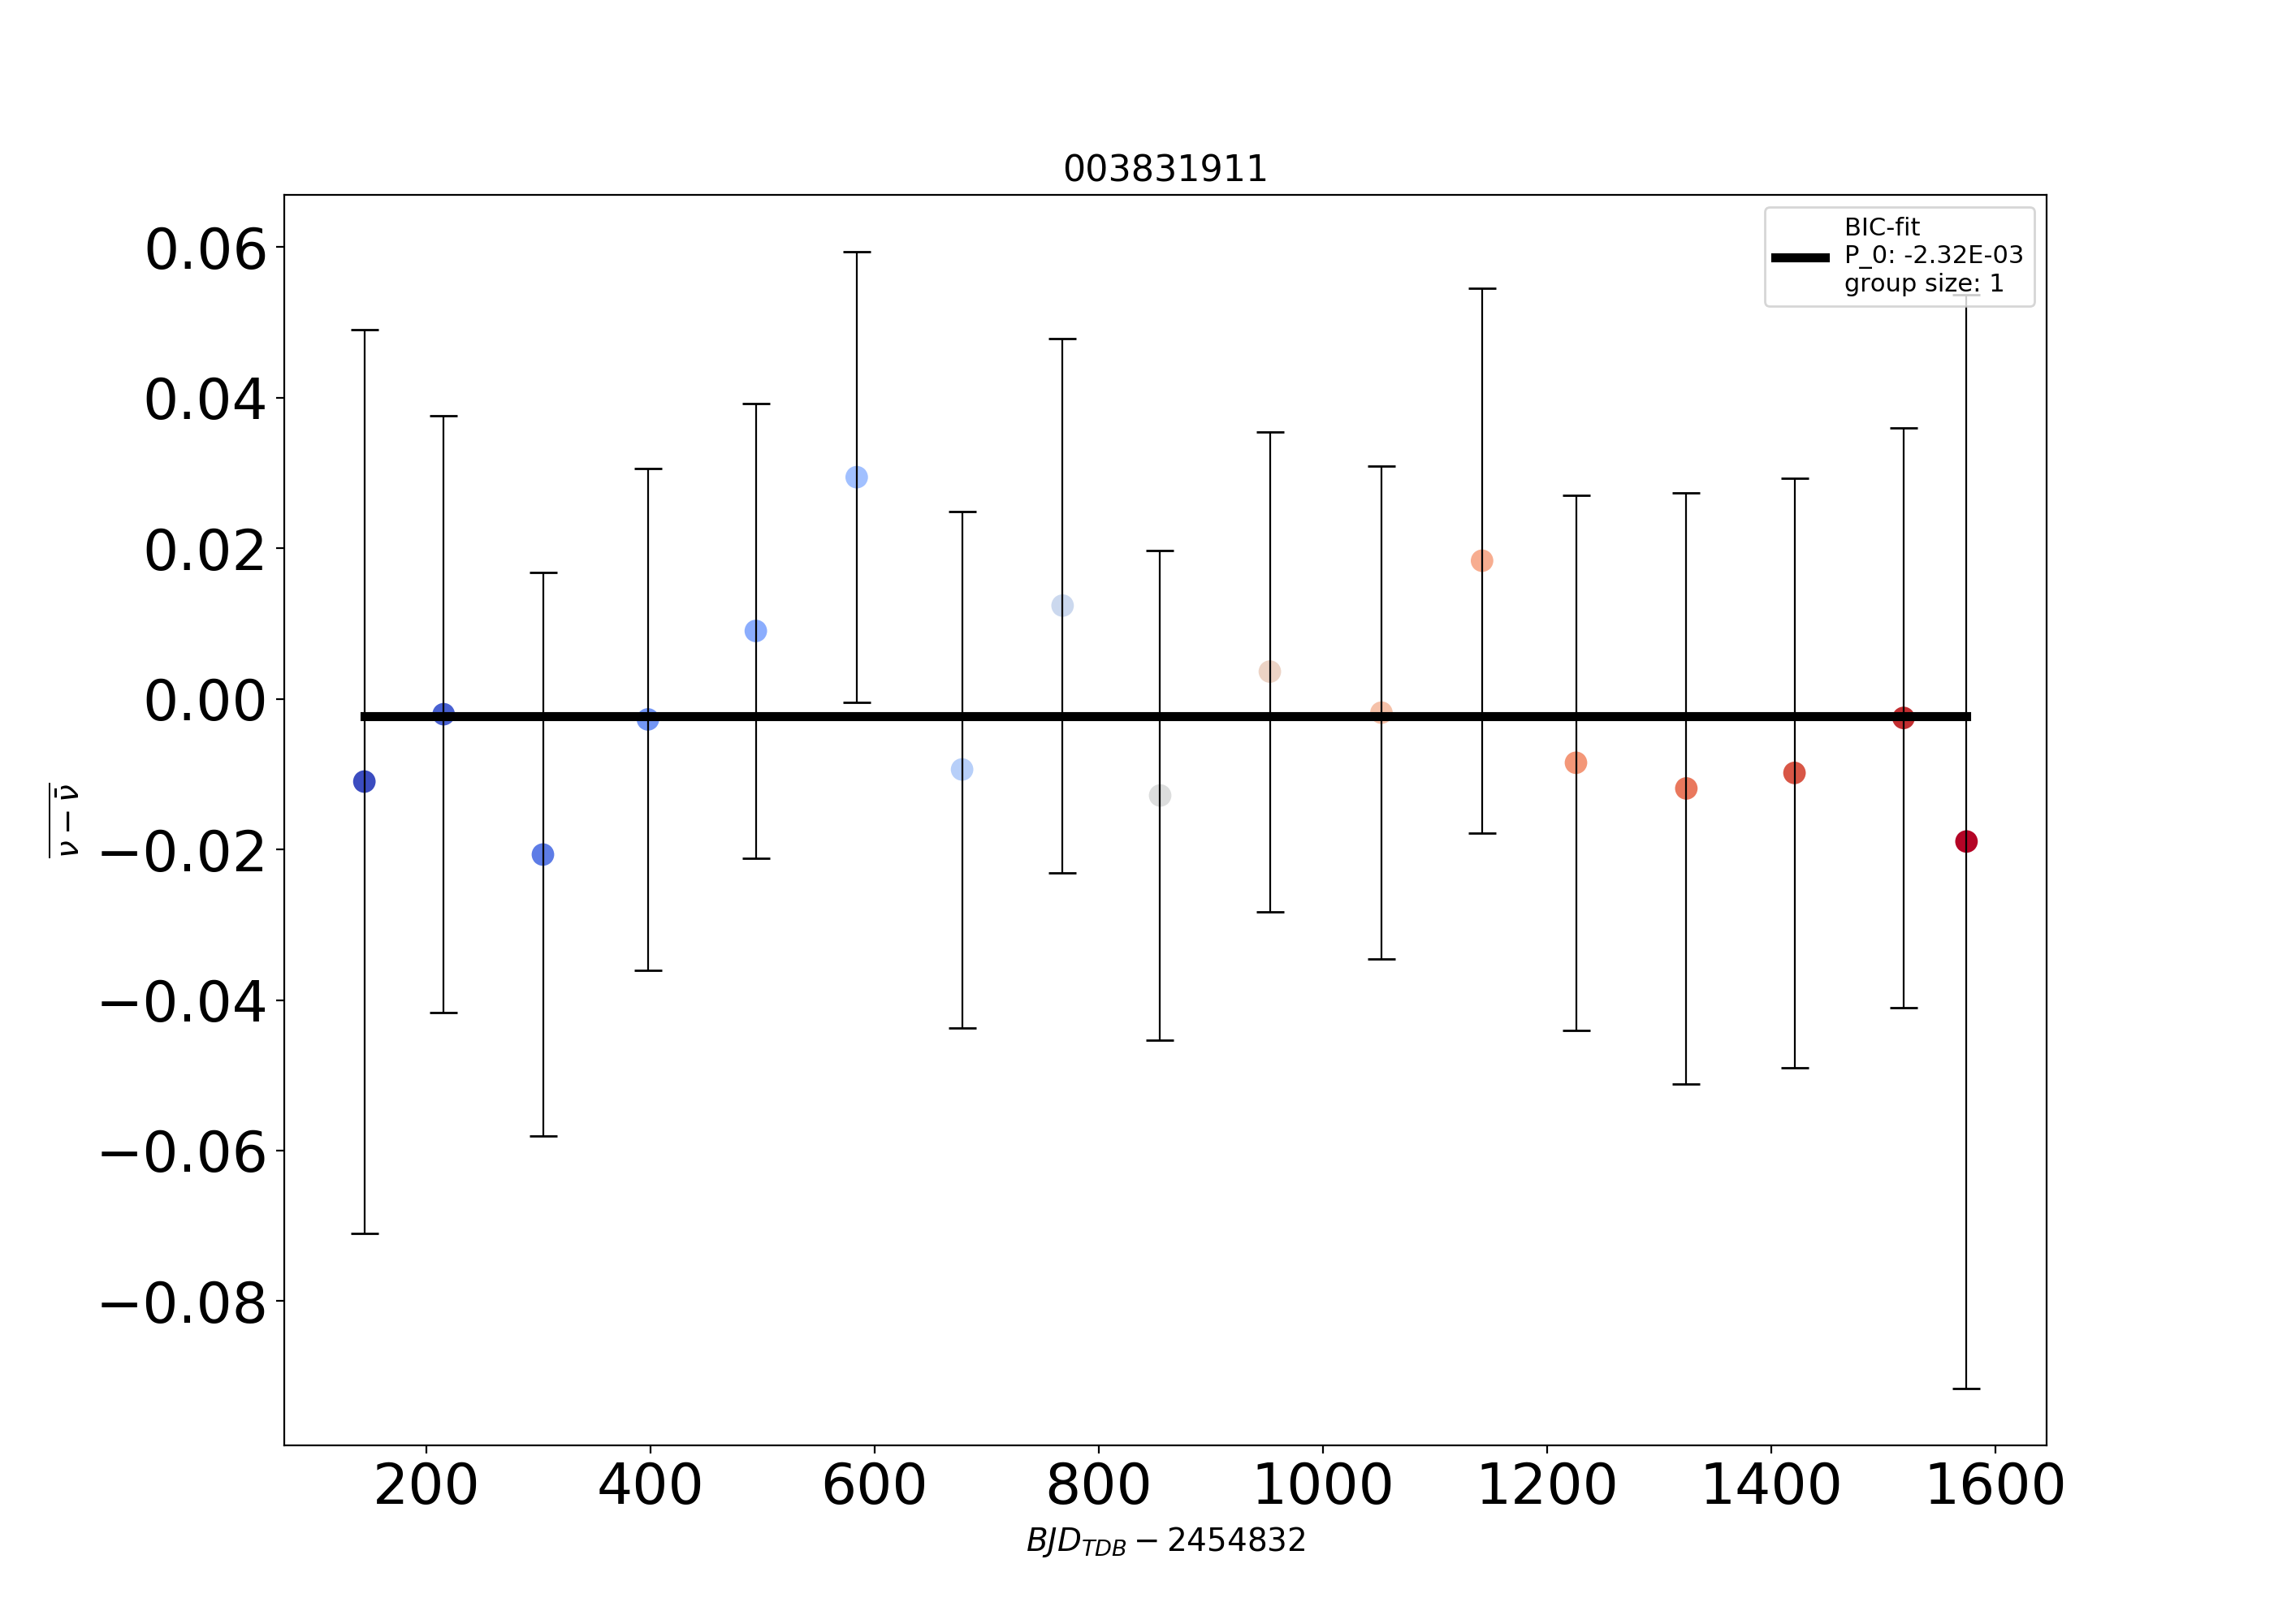 003831911
BIC-fit
P_0: -2.32E-03
group size: 1
0.06
0.04
0.02
0.00
−0.02
−0.04
−0.06
−0.08
ν − ν̄
200 400 600 800 1000 1200 1400 1600
BJD_TDB − 2454832